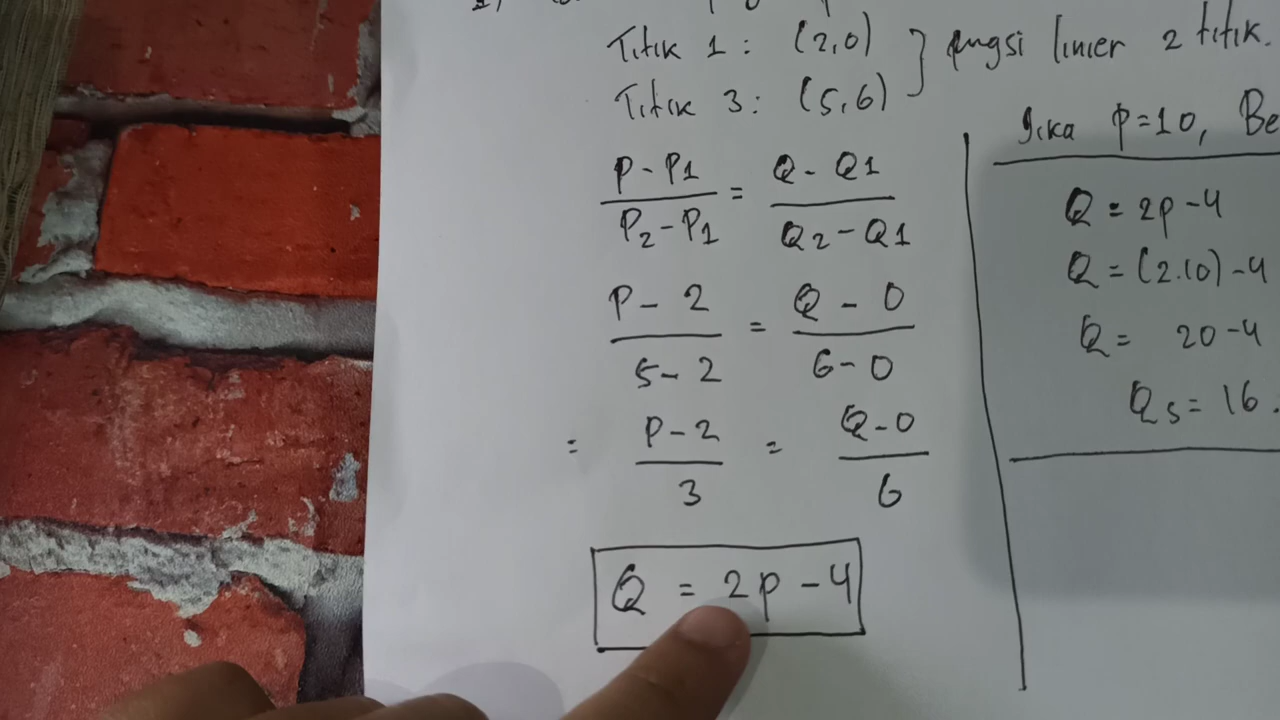 Titik 1 : (2,0) } fungsi linier 2 titik.
Titik 3 : (5,6)
P - P1 / P2 - P1 = Q - Q1 / Q2 - Q1
P - 2 / 5 - 2 = Q - 0 / 6 - 0
= P - 2 / 3 = Q - 0 / 6
Q = 2p - 4
Jika p = 10, Be
Q = 2p - 4
Q = (2.10) - 4
Q = 20 - 4
Qs = 16.